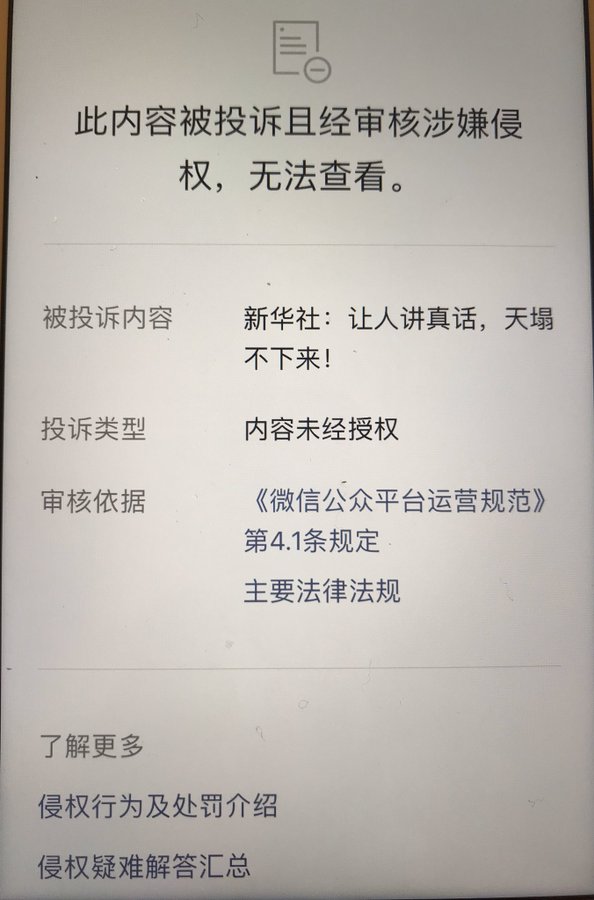 此内容被投诉且经审核涉嫌侵
权，无法查看。
被投诉内容
新华社：让人讲真话，天塌
不下来！
投诉类型
内容未经授权
审核依据
《微信公众平台运营规范》
第4.1条规定
主要法律法规
了解更多
侵权行为及处罚介绍
侵权疑难解答汇总